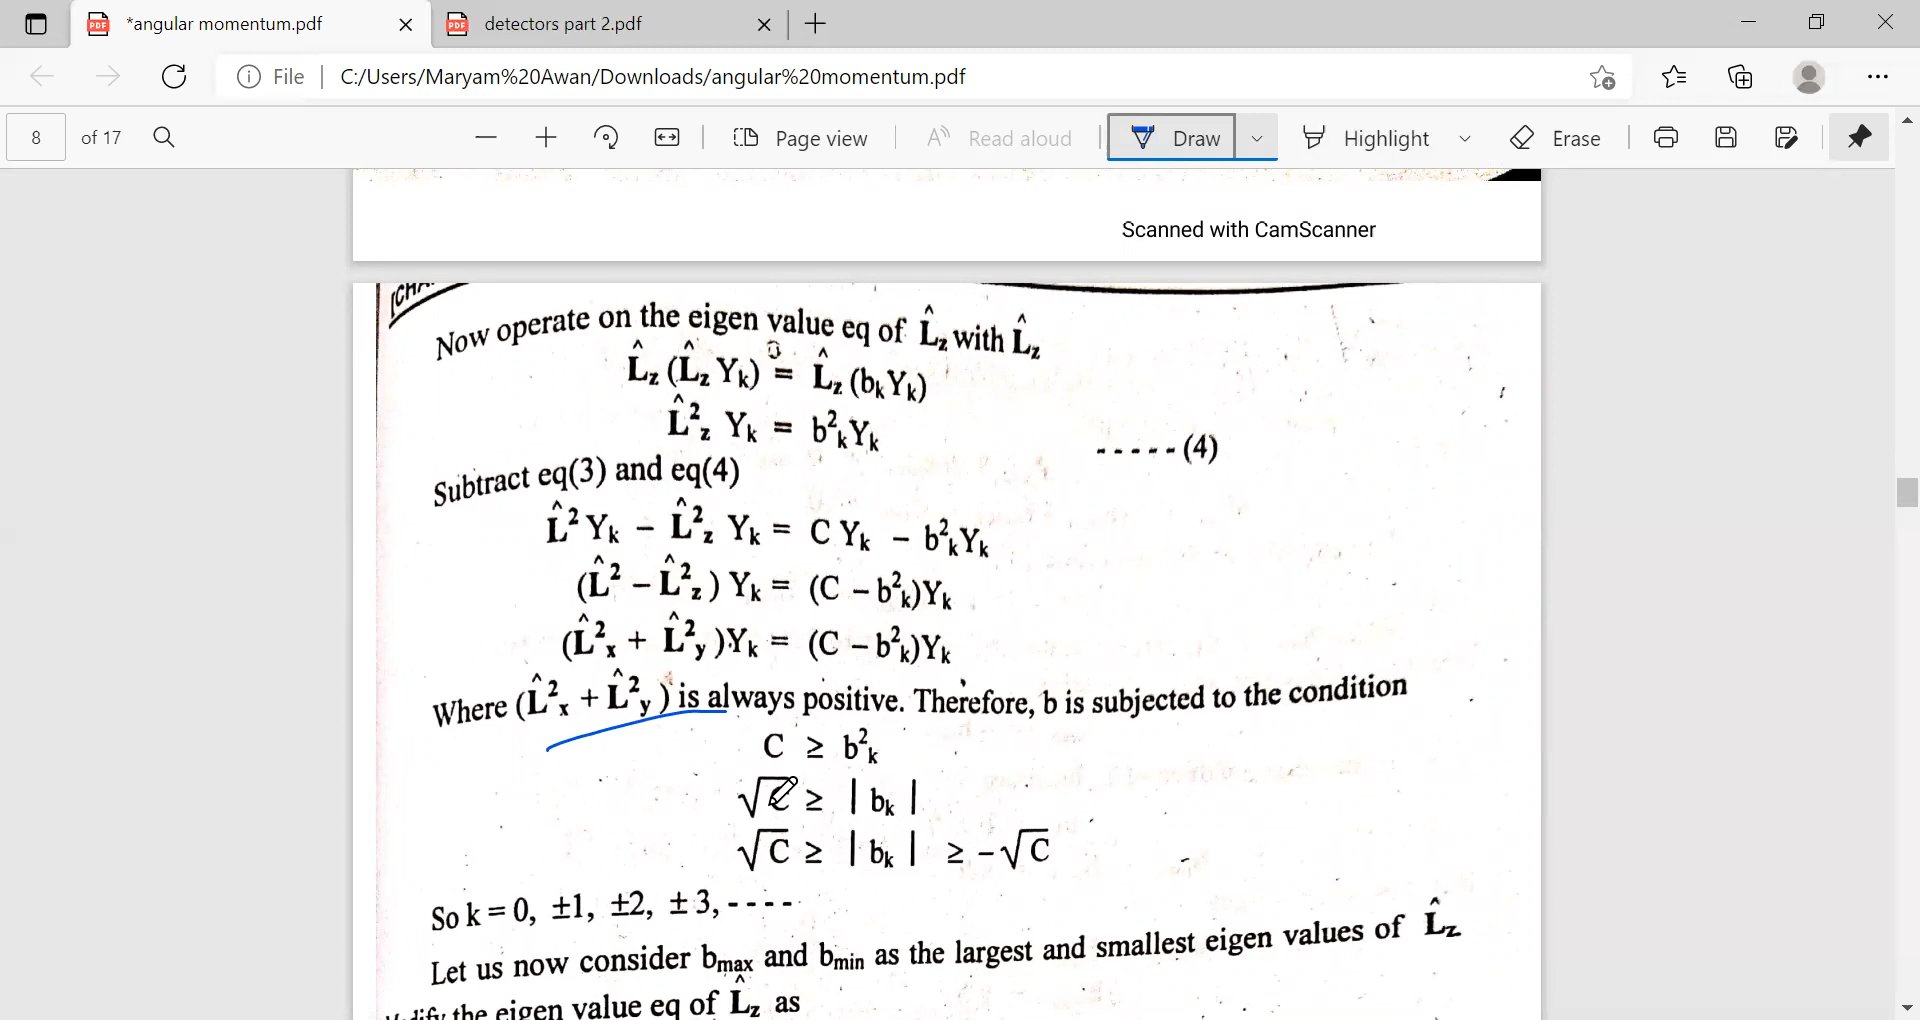 *angular momentum.pdf
detectors part 2.pdf
File | C:/Users/Maryam%20Awan/Downloads/angular%20momentum.pdf
8 of 17 Page view Read aloud Draw Highlight Erase
Scanned with CamScanner
Now operate on the eigen value eq of L̂z with L̂z
L̂z (L̂z Yk) = L̂z (bkYk)
L̂²z Yk = b²kYk - - - - - (4)
Subtract eq(3) and eq(4)
L̂² Yk − L̂²z Yk = C Yk − b²kYk
(L̂² − L̂²z ) Yk = (C − b²k)Yk
(L̂²x + L̂²y )Yk = (C − b²k)Yk
Where (L̂²x + L̂²y ) is always positive. Therefore, b is subjected to the condition
C ≥ b²k
√C ≥ | bk |
√C ≥ | bk | ≥ −√C
So k = 0, ±1, ±2, ± 3, - - - -
Let us now consider bmax and bmin as the largest and smallest eigen values of L̂z
the eigen value eq of L̂z as